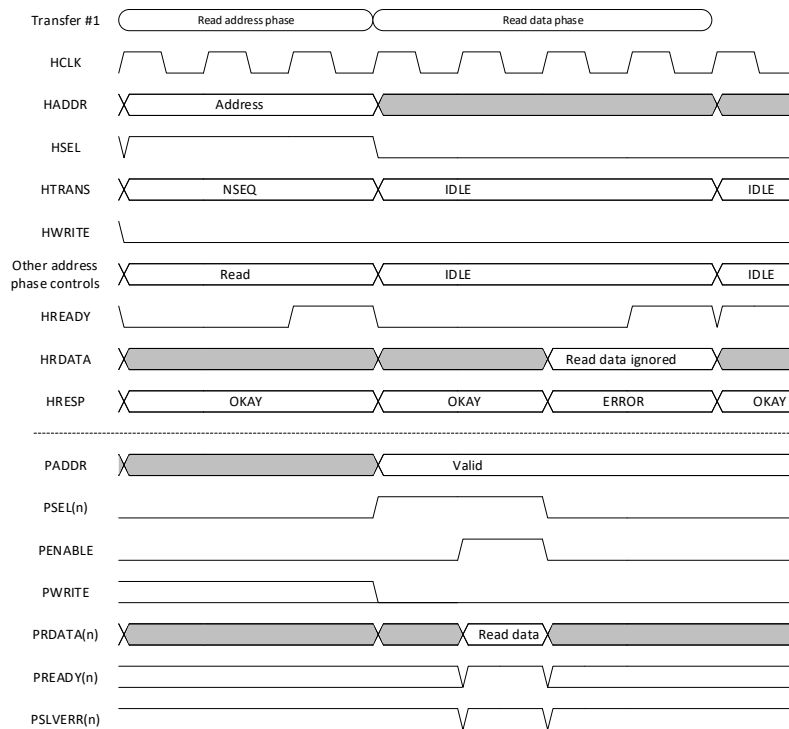 Transfer #1 Read address phase Read data phase
HCLK
HADDR Address
HSEL
HTRANS NSEQ IDLE IDLE
HWRITE
Other address
phase controls Read IDLE IDLE
HREADY
HRDATA Read data ignored
HRESP OKAY OKAY ERROR OKAY
PADDR Valid
PSEL(n)
PENABLE
PWRITE
PRDATA(n) Read data
PREADY(n)
PSLVERR(n)